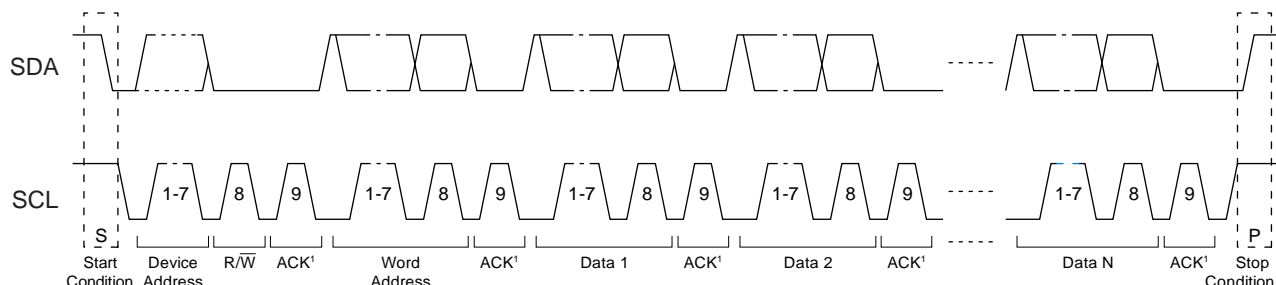 SDA
SCL
1-7 8 9 1-7 8 9 1-7 8 9 1-7 8 9 1-7 8 9
S P
Start Condition
Device Address
R/W̅
ACK¹
Word Address
ACK¹
Data 1
ACK¹
Data 2
ACK¹
Data N
ACK¹
Stop Condition